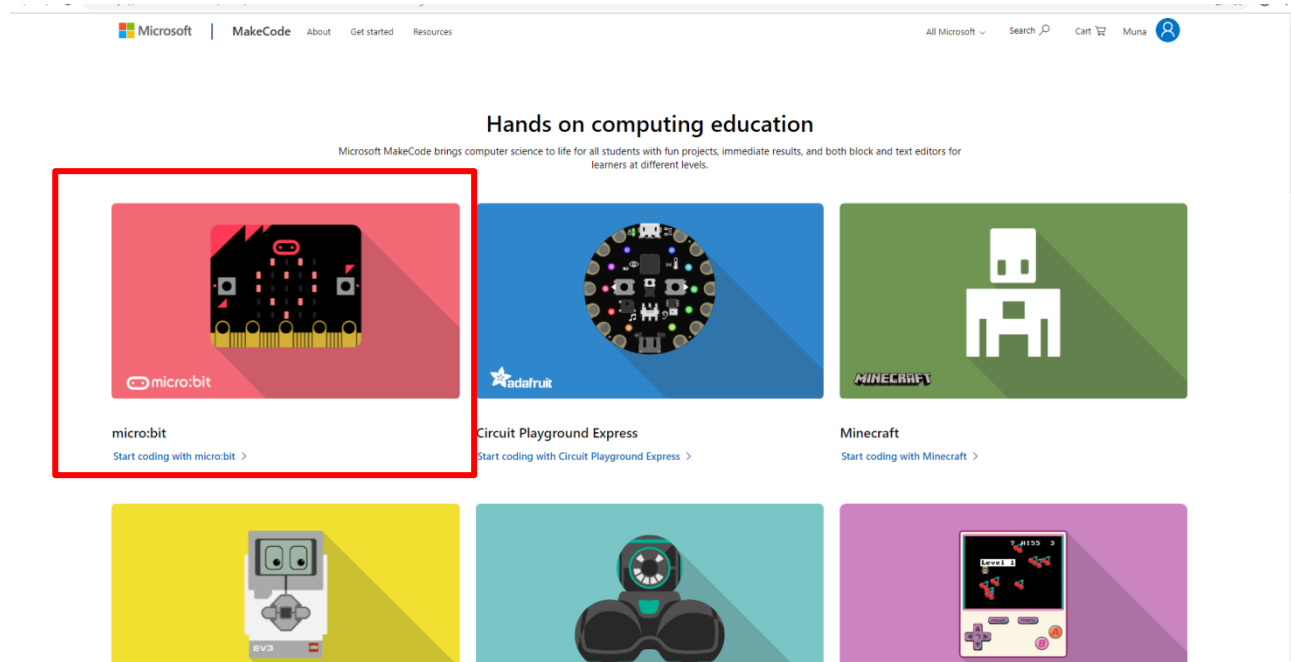 Microsoft | MakeCode About Get started Resources All Microsoft Search Cart Muna
Hands on computing education
Microsoft MakeCode brings computer science to life for all students with fun projects, immediate results, and both block and text editors for
learners at different levels.
micro:bit
adafruit
MINECRAFT
micro:bit
Circuit Playground Express
Minecraft
Start coding with micro:bit >
Start coding with Circuit Playground Express >
Start coding with Minecraft >
EV3
? HISS 3
Level 1
A
B